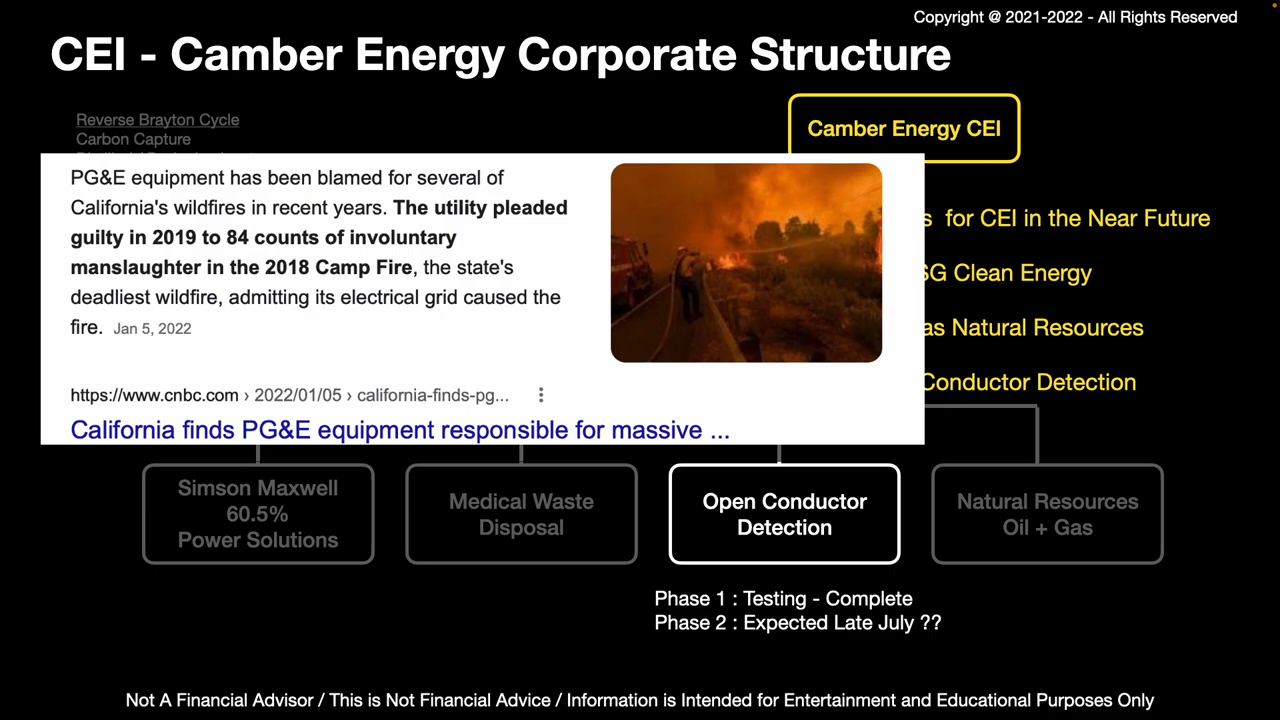 Copyright @ 2021-2022 - All Rights Reserved
CEI - Camber Energy Corporate Structure
Reverse Brayton Cycle
Carbon Capture
Camber Energy CEI
PG&E equipment has been blamed for several of
California's wildfires in recent years. The utility pleaded
guilty in 2019 to 84 counts of involuntary
manslaughter in the 2018 Camp Fire, the state's
deadliest wildfire, admitting its electrical grid caused the
fire. Jan 5, 2022
https://www.cnbc.com › 2022/01/05 › california-finds-pg...
California finds PG&E equipment responsible for massive ...
for CEI in the Near Future
Clean Energy
Natural Resources
Conductor Detection
Simson Maxwell
60.5%
Power Solutions
Medical Waste
Disposal
Open Conductor
Detection
Natural Resources
Oil + Gas
Phase 1 : Testing - Complete
Phase 2 : Expected Late July ??
Not A Financial Advisor / This is Not Financial Advice / Information is Intended for Entertainment and Educational Purposes Only